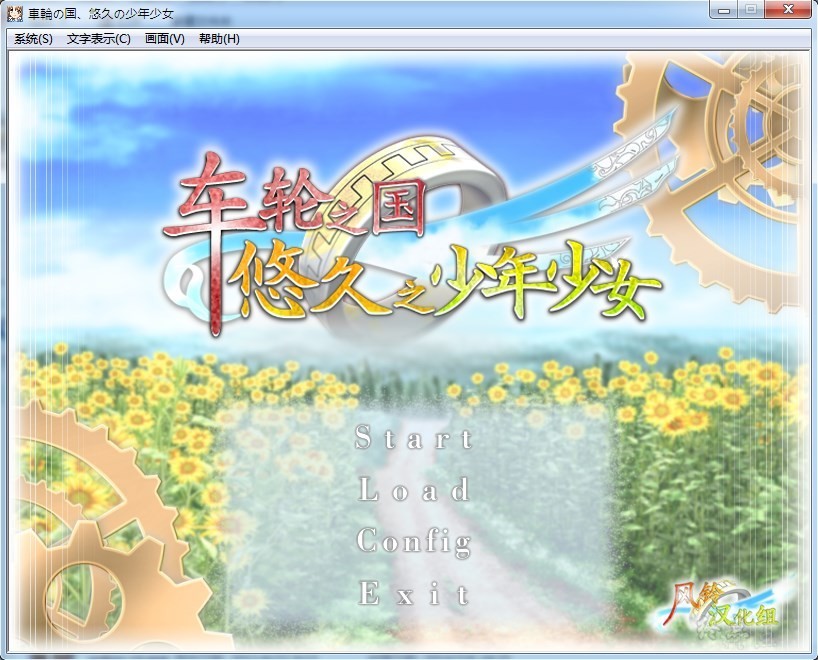 車輪の国、悠久の少年少女
系统(S) 文字表示(C) 画面(V) 帮助(H)
车轮之国
悠久之少年少女
Start
Load
Config
Exit
风铃
汉化组